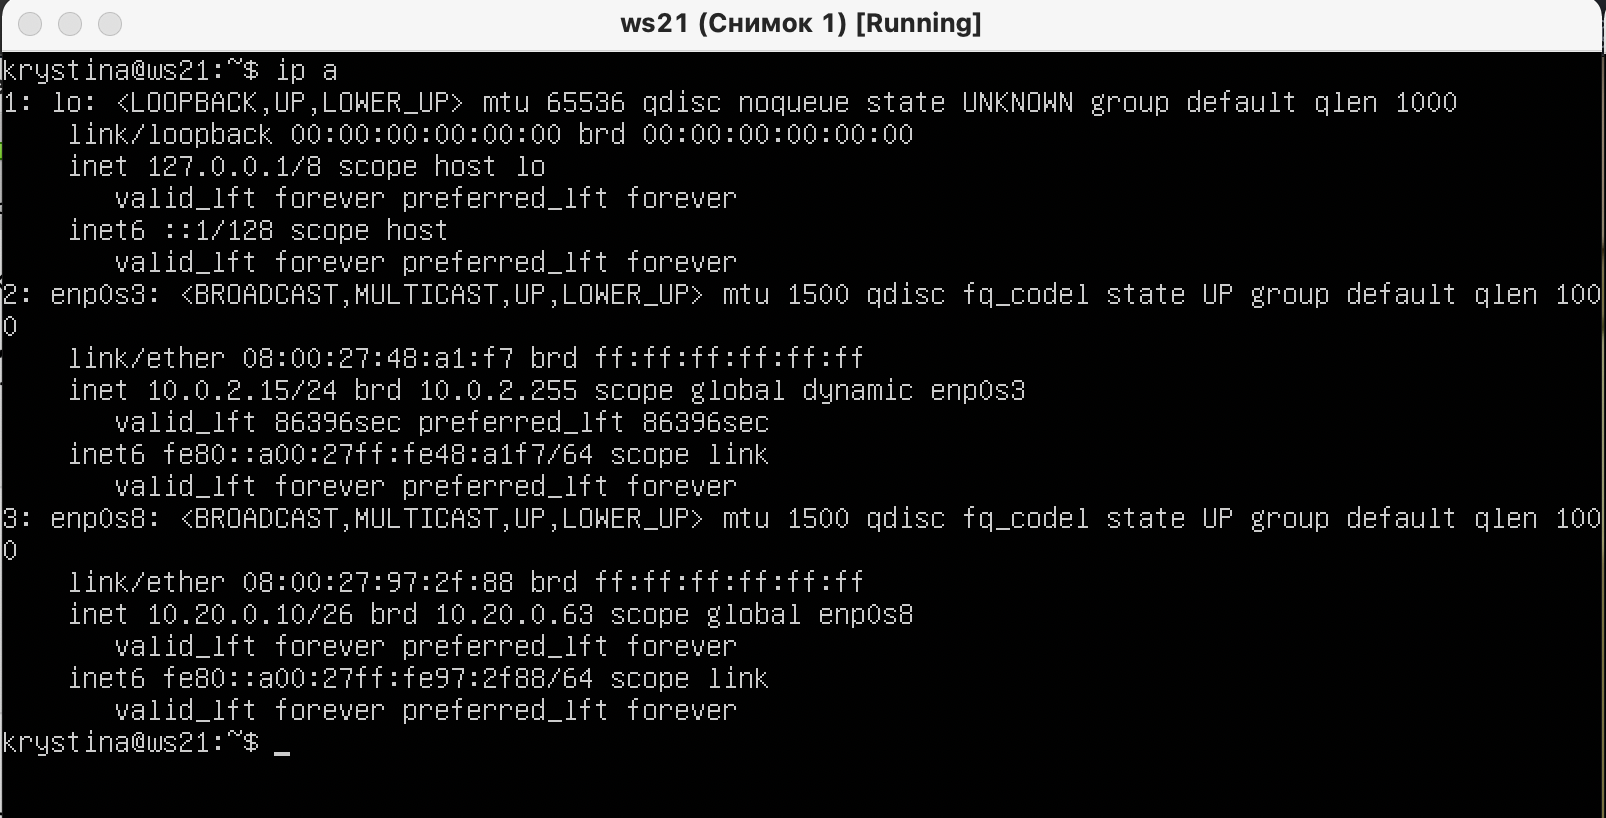 ws21 (Снимок 1) [Running]
krystina@ws21:~$ ip a
1: lo: <LOOPBACK,UP,LOWER_UP> mtu 65536 qdisc noqueue state UNKNOWN group default qlen 1000
    link/loopback 00:00:00:00:00:00 brd 00:00:00:00:00:00
    inet 127.0.0.1/8 scope host lo
       valid_lft forever preferred_lft forever
    inet6 ::1/128 scope host
       valid_lft forever preferred_lft forever
2: enp0s3: <BROADCAST,MULTICAST,UP,LOWER_UP> mtu 1500 qdisc fq_codel state UP group default qlen 100
0
    link/ether 08:00:27:48:a1:f7 brd ff:ff:ff:ff:ff:ff
    inet 10.0.2.15/24 brd 10.0.2.255 scope global dynamic enp0s3
       valid_lft 86396sec preferred_lft 86396sec
    inet6 fe80::a00:27ff:fe48:a1f7/64 scope link
       valid_lft forever preferred_lft forever
3: enp0s8: <BROADCAST,MULTICAST,UP,LOWER_UP> mtu 1500 qdisc fq_codel state UP group default qlen 100
0
    link/ether 08:00:27:97:2f:88 brd ff:ff:ff:ff:ff:ff
    inet 10.20.0.10/26 brd 10.20.0.63 scope global enp0s8
       valid_lft forever preferred_lft forever
    inet6 fe80::a00:27ff:fe97:2f88/64 scope link
       valid_lft forever preferred_lft forever
krystina@ws21:~$ _